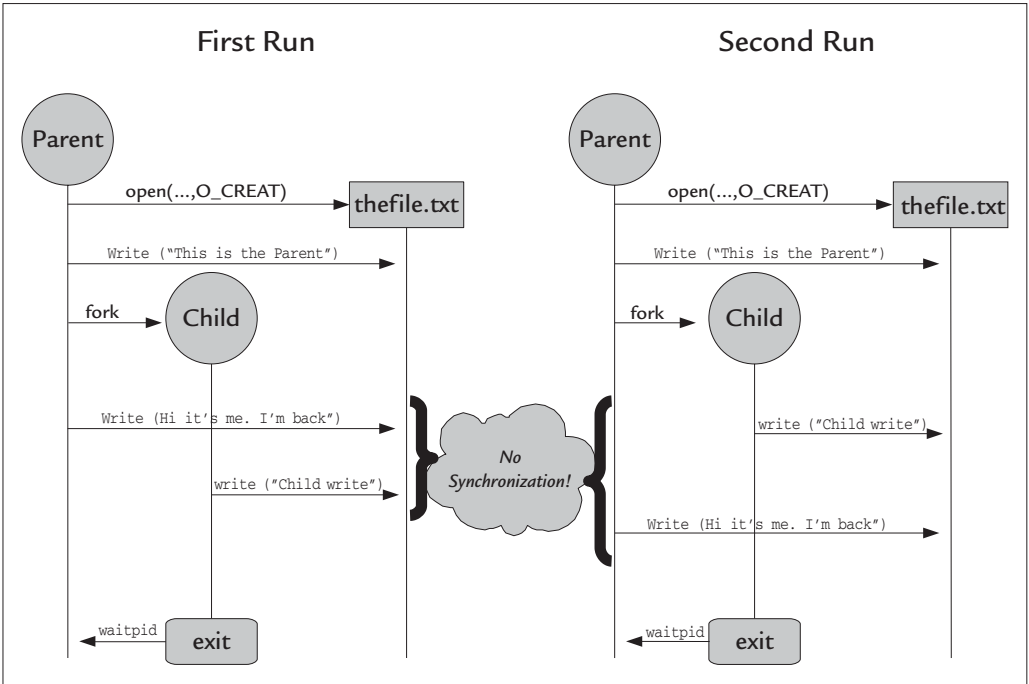 First Run
Parent
open(...,O_CREAT)
thefile.txt
Write ("This is the Parent")
fork
Child
Write (Hi it's me. I'm back")
write ("Child write")
waitpid
exit
No
Synchronization!
Second Run
Parent
open(...,O_CREAT)
thefile.txt
Write ("This is the Parent")
fork
Child
write ("Child write")
Write (Hi it's me. I'm back")
waitpid
exit